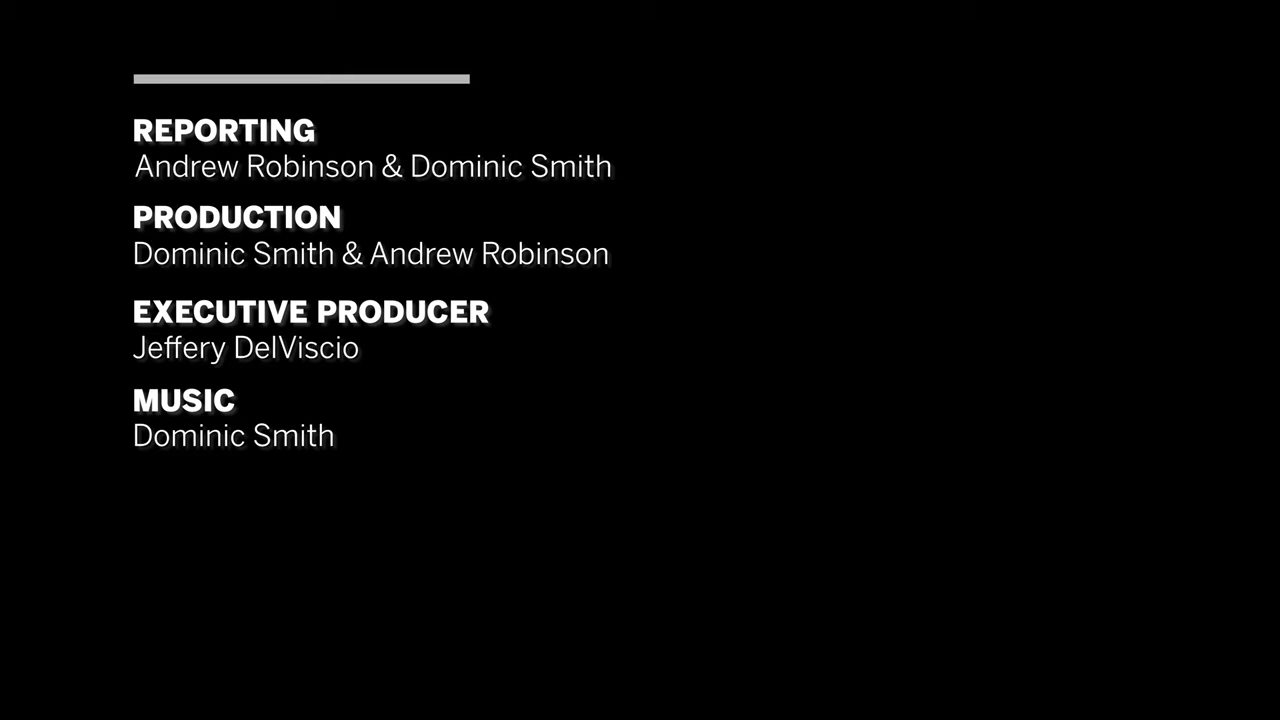 REPORTING
Andrew Robinson & Dominic Smith
PRODUCTION
Dominic Smith & Andrew Robinson
EXECUTIVE PRODUCER
Jeffery DelViscio
MUSIC
Dominic Smith